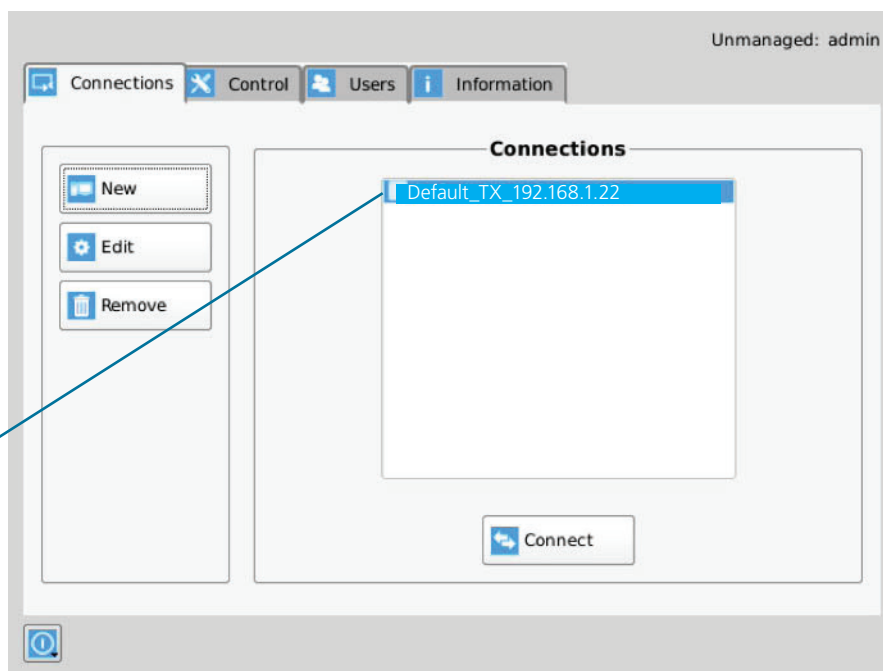 Unmanaged: admin
Connections Control Users Information
Connections
New
Edit
Remove
Default_TX_192.168.1.22
Connect